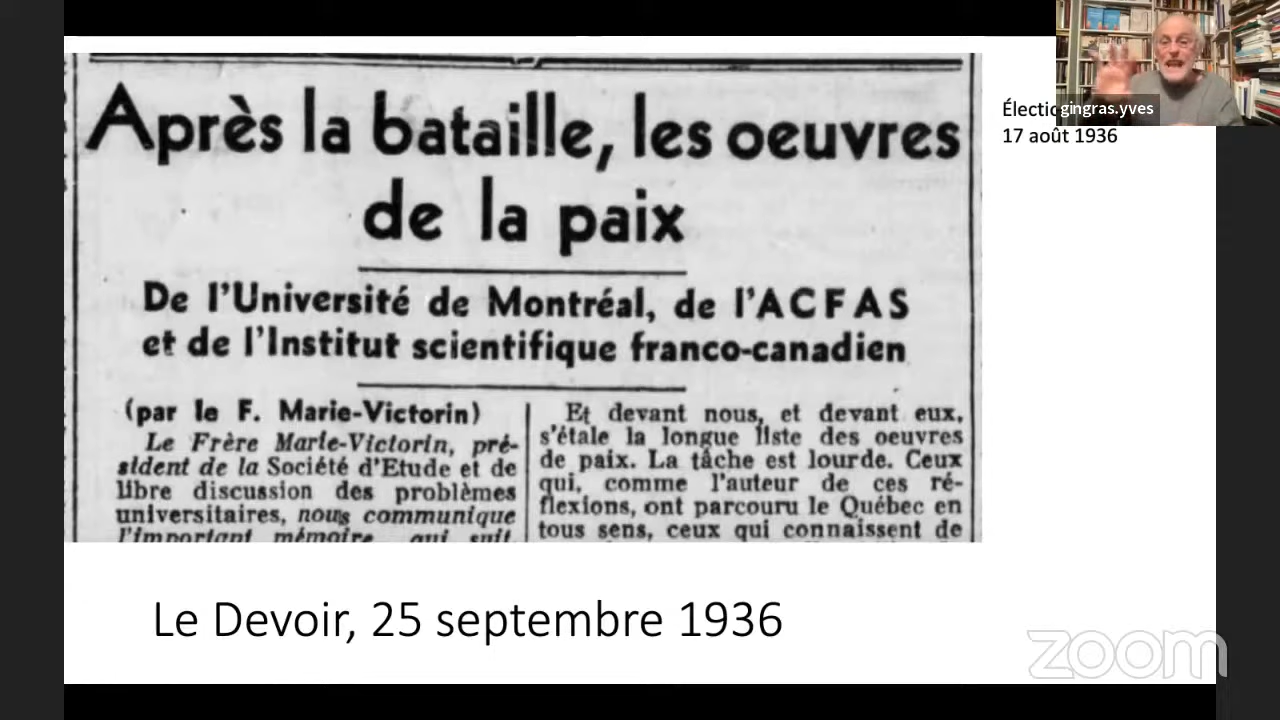 Après la bataille, les oeuvres
de la paix
De l'Université de Montréal, de l'ACFAS
et de l'Institut scientifique franco-canadien
(par le F. Marie-Victorin)
Le Frère Marie-Victorin, pré-
sident de la Société d'Etude et de
libre discussion des problèmes
universitaires, nous communique
l'important mémoire qui suit.
Et devant nous, et devant eux,
s'étale la longue liste des oeuvres
de paix. La tâche est lourde. Ceux
qui, comme l'auteur de ces ré-
flexions, ont parcouru le Québec en
tous sens, ceux qui connaissent de
Le Devoir, 25 septembre 1936
gingras.yves
17 août 1936
zoom